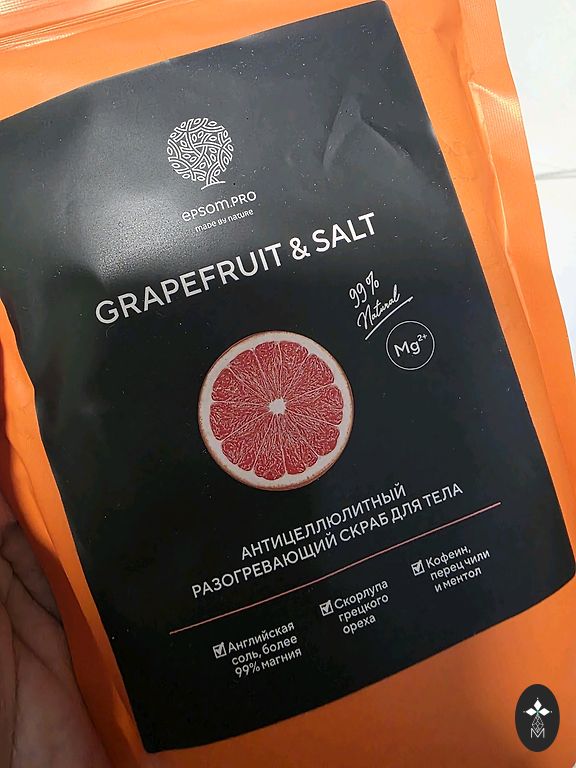 epsom.PRO
made by nature
GRAPEFRUIT & SALT
99%
Natural
Mg²⁺
АНТИЦЕЛЛЮЛИТНЫЙ
РАЗОГРЕВАЮЩИЙ СКРАБ ДЛЯ ТЕЛА
Английская
соль, более
99% магния
Скорлупа
грецкого
ореха
Кофеин,
перец чили
и ментол
M